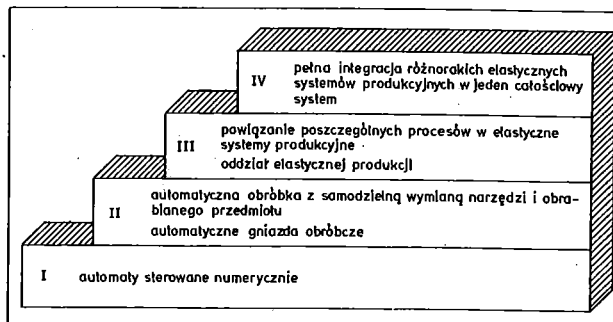 IV pełna integracja różnorakich elastycznych
systemów produkcyjnych w jeden całościowy
system
III powiązanie poszczególnych procesów w elastyczne
systemy produkcyjne
oddział elastycznej produkcji
II automatyczna obróbka z samodzielną wymianą narzędzi i obra-
bianego przedmiotu
automatyczne gniazda obróbcze
I automaty sterowane numerycznie